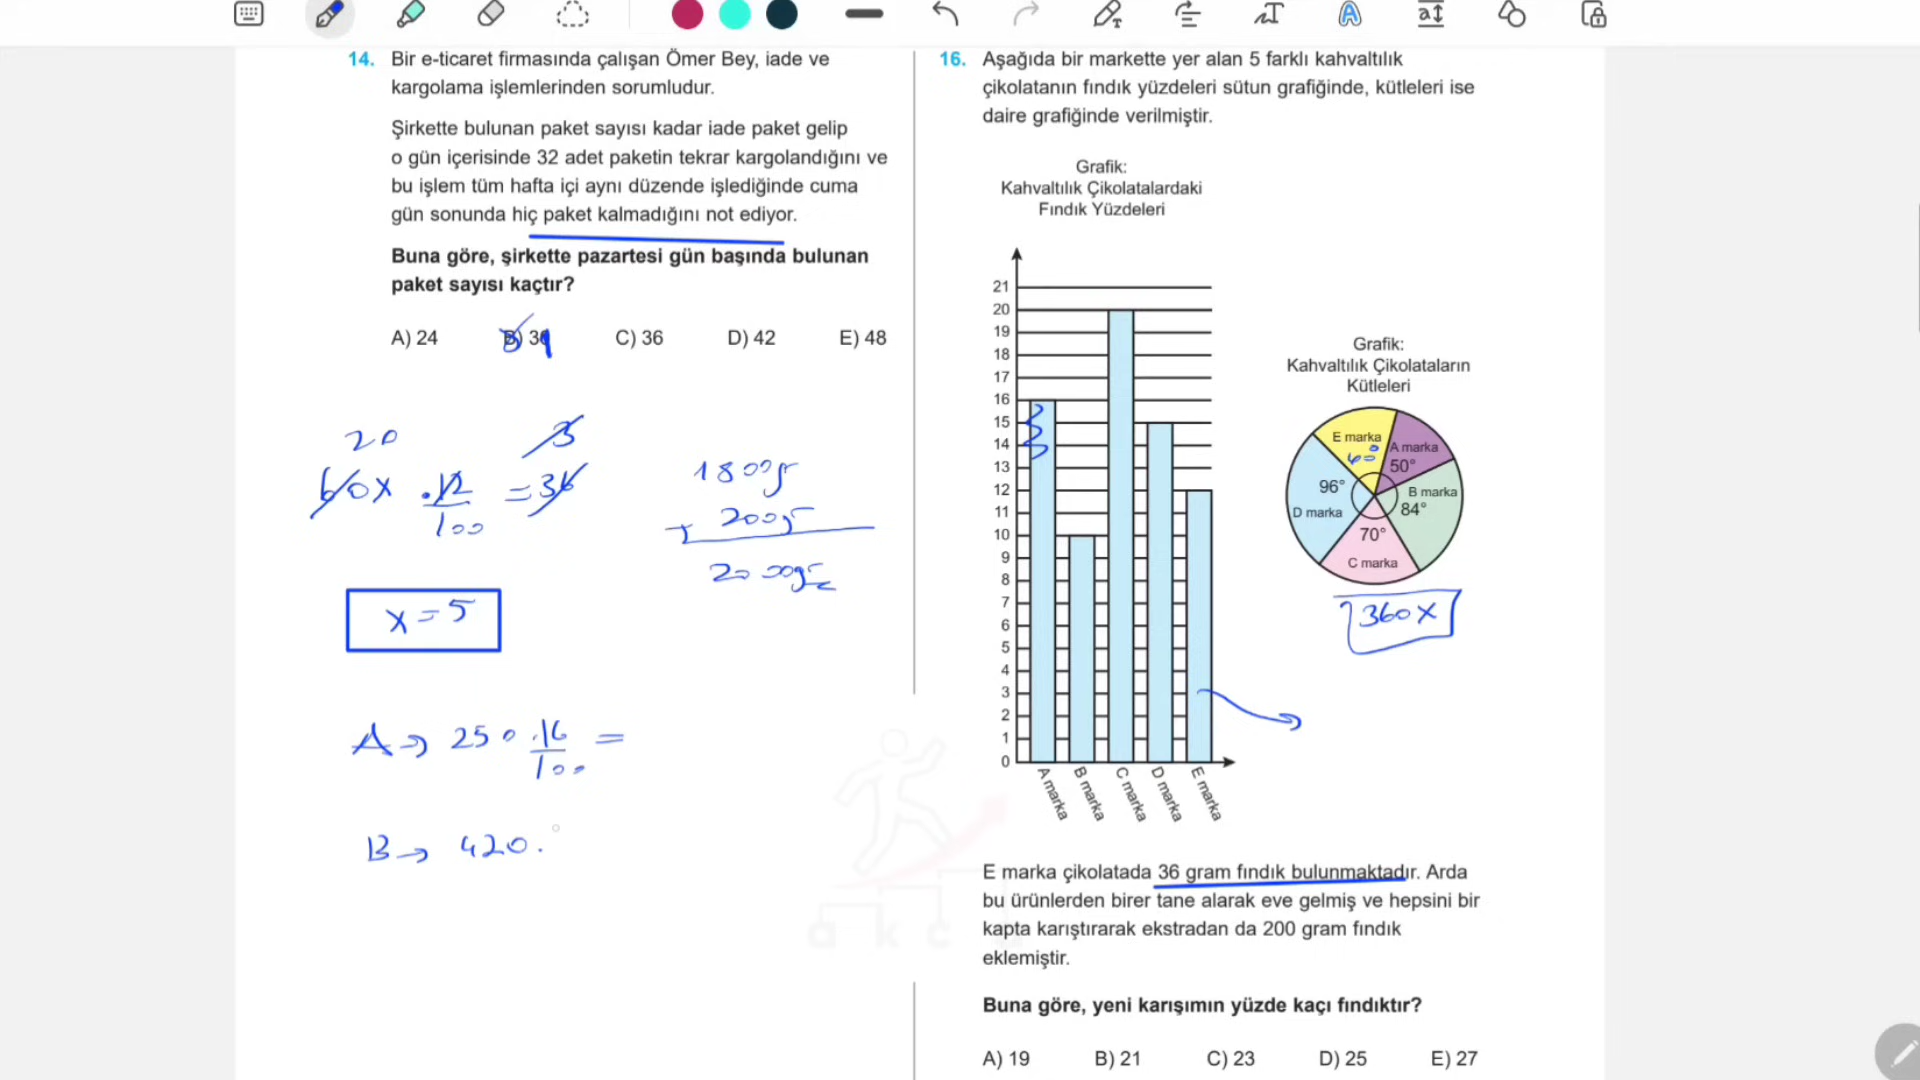 14. Bir e-ticaret firmasında çalışan Ömer Bey, iade ve
kargolama işlemlerinden sorumludur.
Şirkette bulunan paket sayısı kadar iade paket gelip
o gün içerisinde 32 adet paketin tekrar kargolandığını ve
bu işlem tüm hafta içi aynı düzende işlediğinde cuma
gün sonunda hiç paket kalmadığını not ediyor.
Buna göre, şirkette pazartesi gün başında bulunan
paket sayısı kaçtır?
A) 24 B) 31 C) 36 D) 42 E) 48
20 3
60x . 12/100 = 36
x = 5
1800gr
+ 200gr
2000gr
A → 250 . 16/100 =
B → 420 .
16. Aşağıda bir markette yer alan 5 farklı kahvaltılık
çikolatanın fındık yüzdeleri sütun grafiğinde, kütleleri ise
daire grafiğinde verilmiştir.
Grafik:
Kahvaltılık Çikolatalardaki
Fındık Yüzdeleri
21
20
19
18
17
16
15
14
13
12
11
10
9
8
7
6
5
4
3
2
1
0
A marka
B marka
C marka
D marka
E marka
Grafik:
Kahvaltılık Çikolataların
Kütleleri
E marka
60°
A marka
50°
B marka
84°
96°
D marka
70°
C marka
360x
E marka çikolatada 36 gram fındık bulunmaktadır. Arda
bu ürünlerden birer tane alarak eve gelmiş ve hepsini bir
kapta karıştırarak ekstradan da 200 gram fındık
eklemiştir.
Buna göre, yeni karışımın yüzde kaçı fındıktır?
A) 19 B) 21 C) 23 D) 25 E) 27